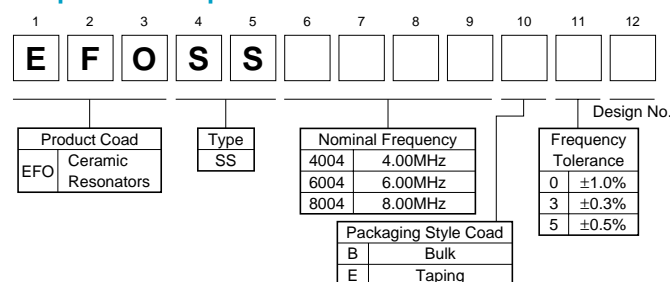 1 2 3 4 5 6 7 8 9 10 11 12
E F O S S
Design No.
Product Coad
EFO Ceramic Resonators
Type
SS
Nominal Frequency
4004 4.00MHz
6004 6.00MHz
8004 8.00MHz
Frequency Tolerance
0 ±1.0%
3 ±0.3%
5 ±0.5%
Packaging Style Coad
B Bulk
E Taping